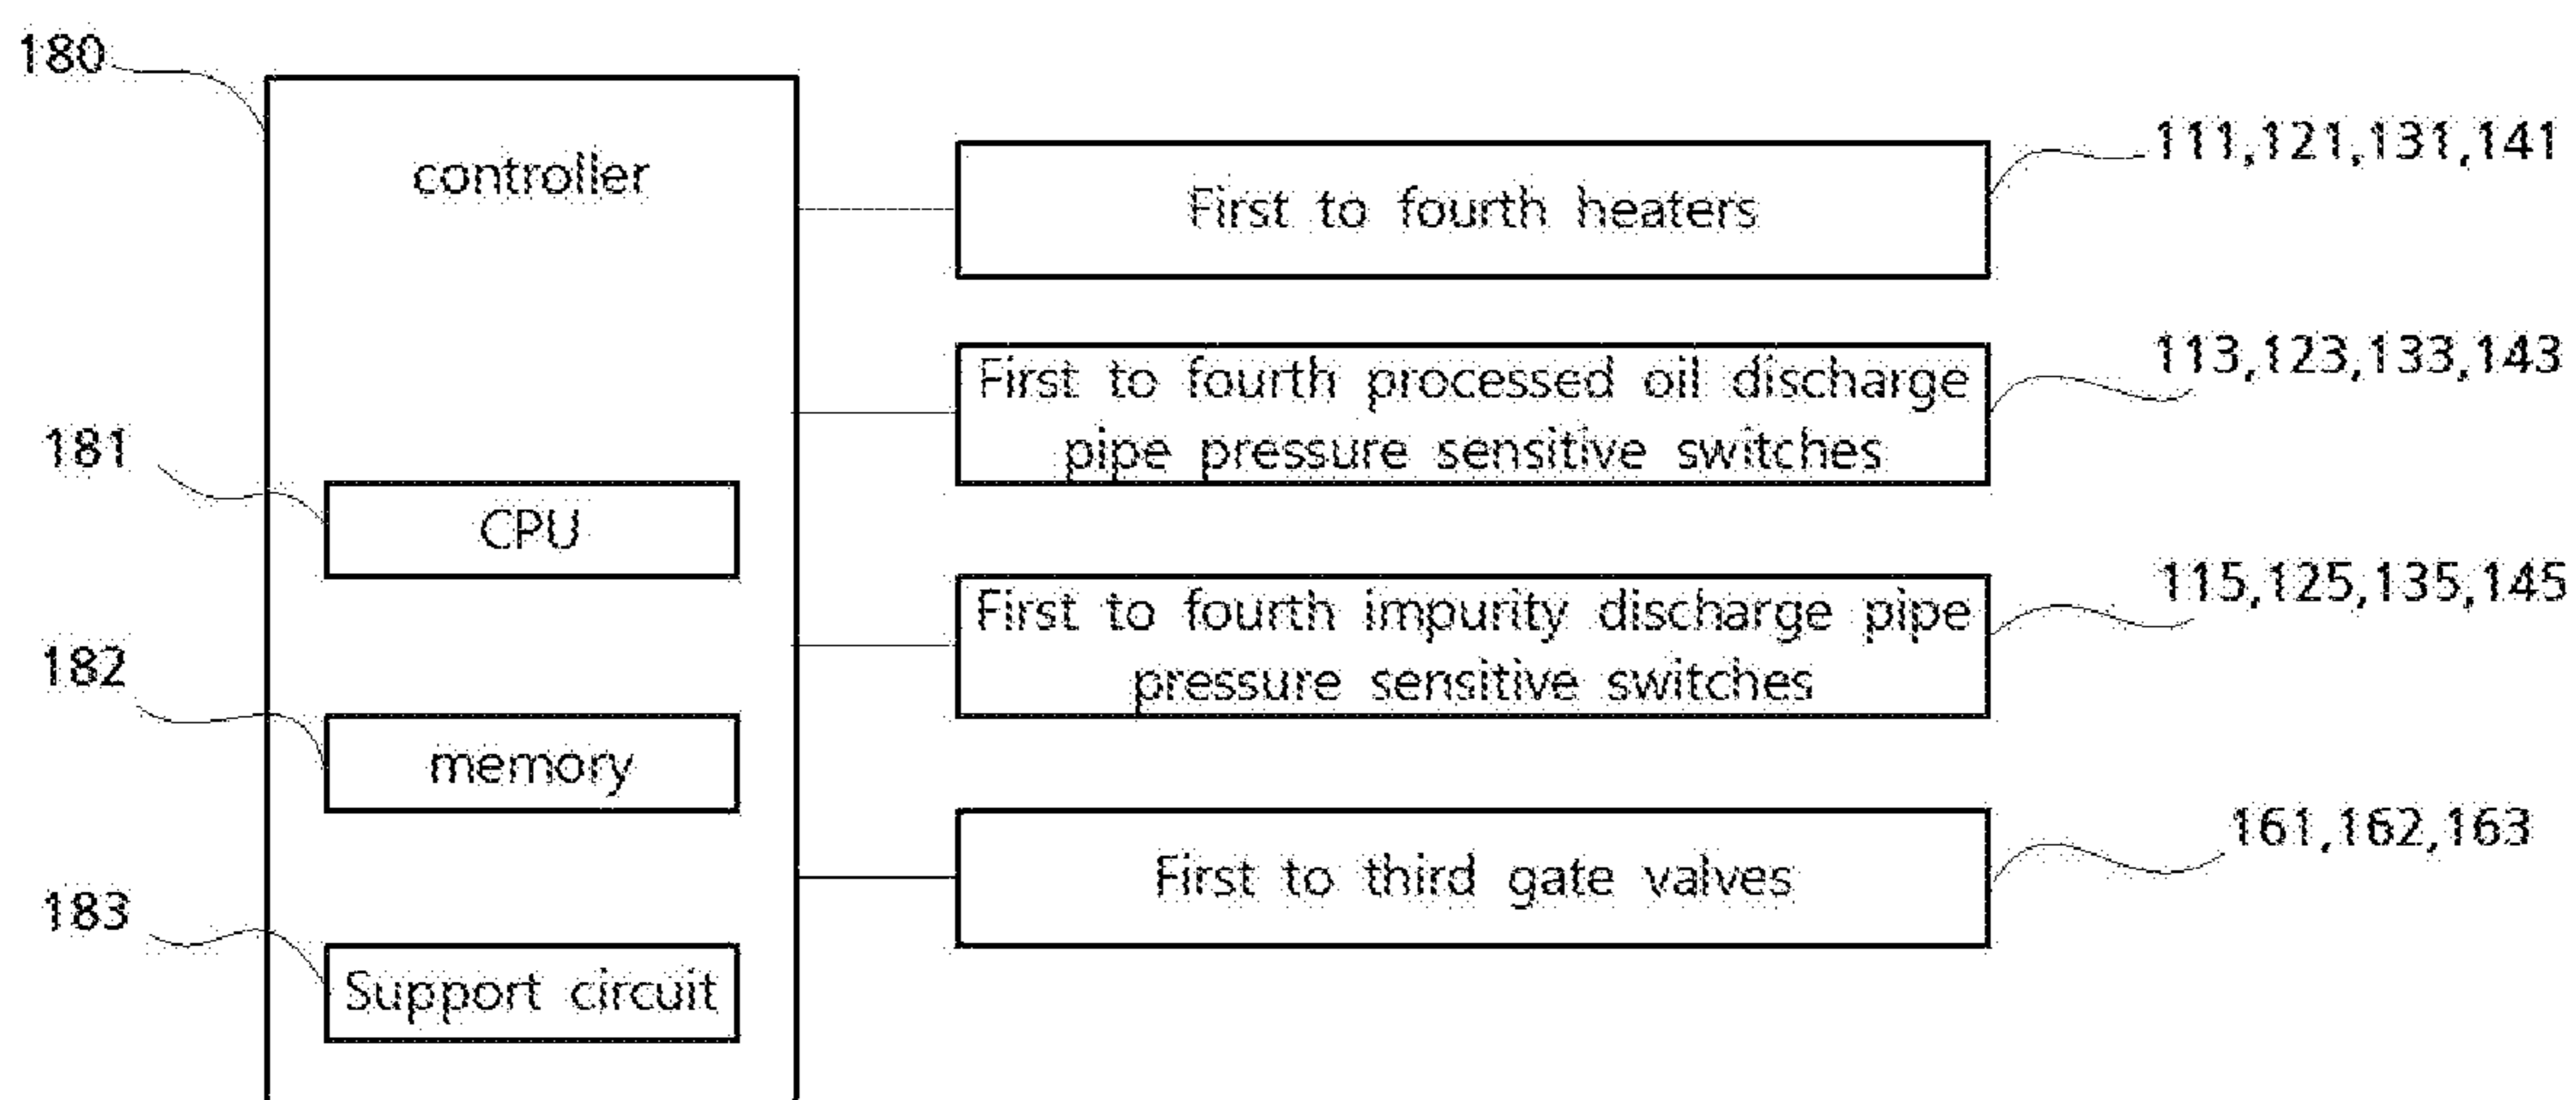 180
controller
111,121,131,141
First to fourth heaters
113,123,133,143
First to fourth processed oil discharge
pipe pressure sensitive switches
181
CPU
115,125,135,145
First to fourth impurity discharge pipe
pressure sensitive switches
182
memory
161,162,163
First to third gate valves
183
Support circuit